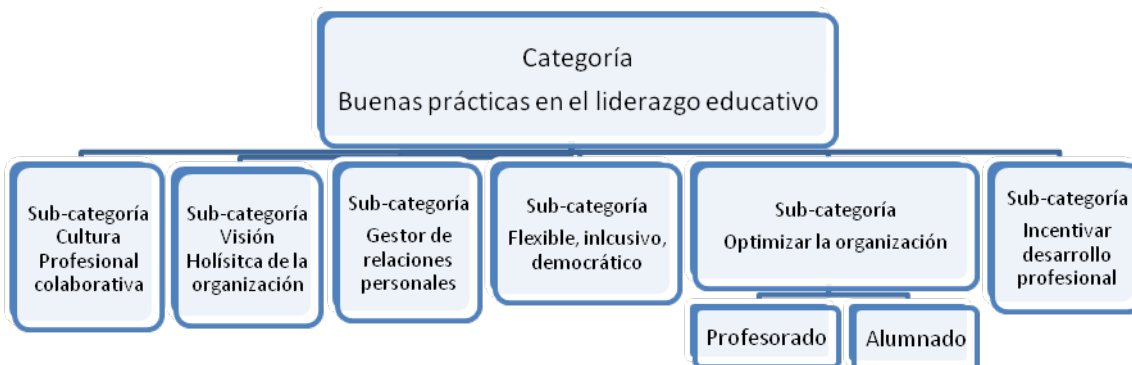 Categoría
Buenas prácticas en el liderazgo educativo
Sub-categoría
Cultura
Profesional
colaborativa
Sub-categoría
Visión
Holísitca de la
organización
Sub-categoría
Gestor de
relaciones
personales
Sub-categoría
Flexible, inlcusivo,
democrático
Sub-categoría
Optimizar la organización
Sub-categoría
Incentivar
desarrollo
profesional
Profesorado
Alumnado